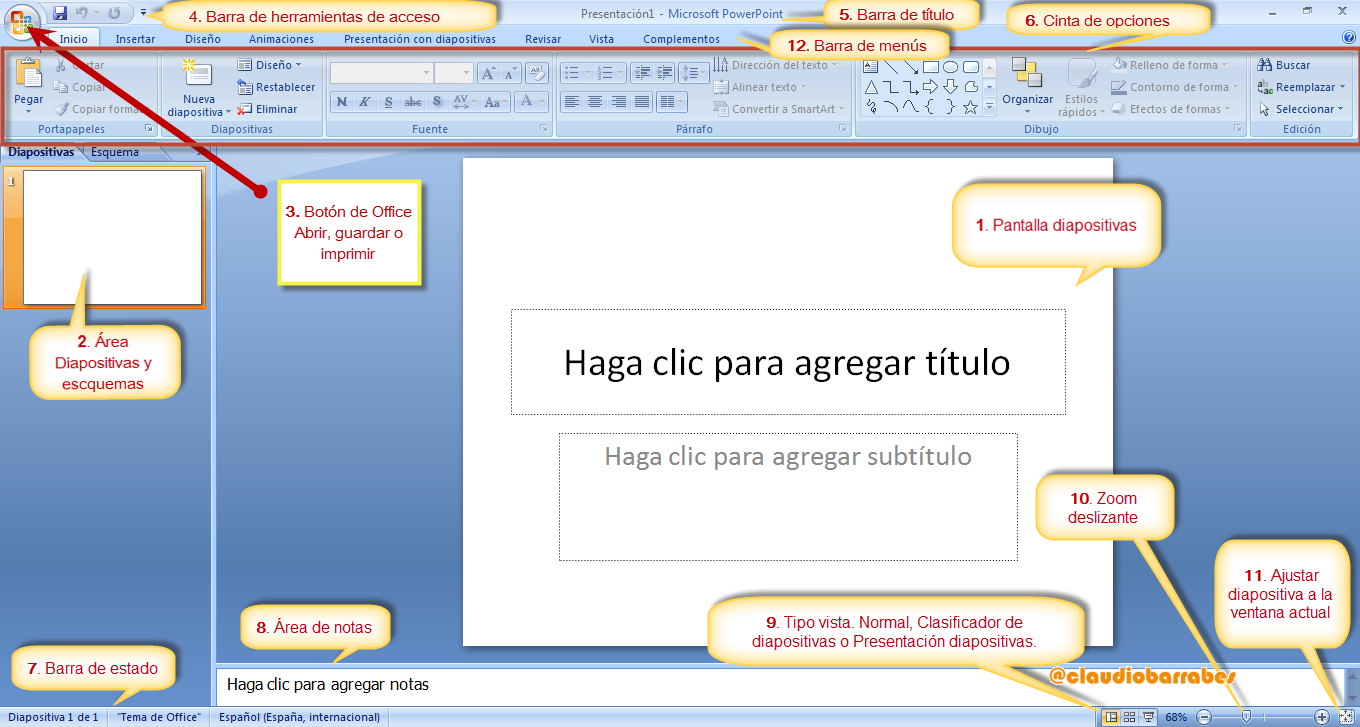 4. Barra de herramientas de acceso
Presentación1 - Microsoft PowerPoint
5. Barra de título
6. Cinta de opciones
Inicio
Insertar
Diseño
Animaciones
Presentación con diapositivas
Revisar
Vista
Complementos
12. Barra de menús
Pegar
Cortar
Copiar
Copiar formato
Portapapeles
Nueva
diapositiva
Diseño
Restablecer
Eliminar
Diapositivas
N K S abc S AV Aa A
Fuente
Dirección del texto
Alinear texto
Convertir a SmartArt
Párrafo
Organizar
Estilos
rápidos
Relleno de forma
Contorno de forma
Efectos de formas
Dibujo
Buscar
Reemplazar
Seleccionar
Edición
Diapositivas
Esquema
1
3. Botón de Office
Abrir, guardar o
imprimir
1. Pantalla diapositivas
2. Área
Diapositivas y
escquemas
Haga clic para agregar título
Haga clic para agregar subtítulo
10. Zoom
deslizante
11. Ajustar
diapositiva a la
ventana actual
8. Área de notas
9. Tipo vista. Normal, Clasificador de
diapositivas o Presentación diapositivas.
7. Barra de estado
@claudiobarrabes
Haga clic para agregar notas
Diapositiva 1 de 1
"Tema de Office"
Español (España, internacional)
68%